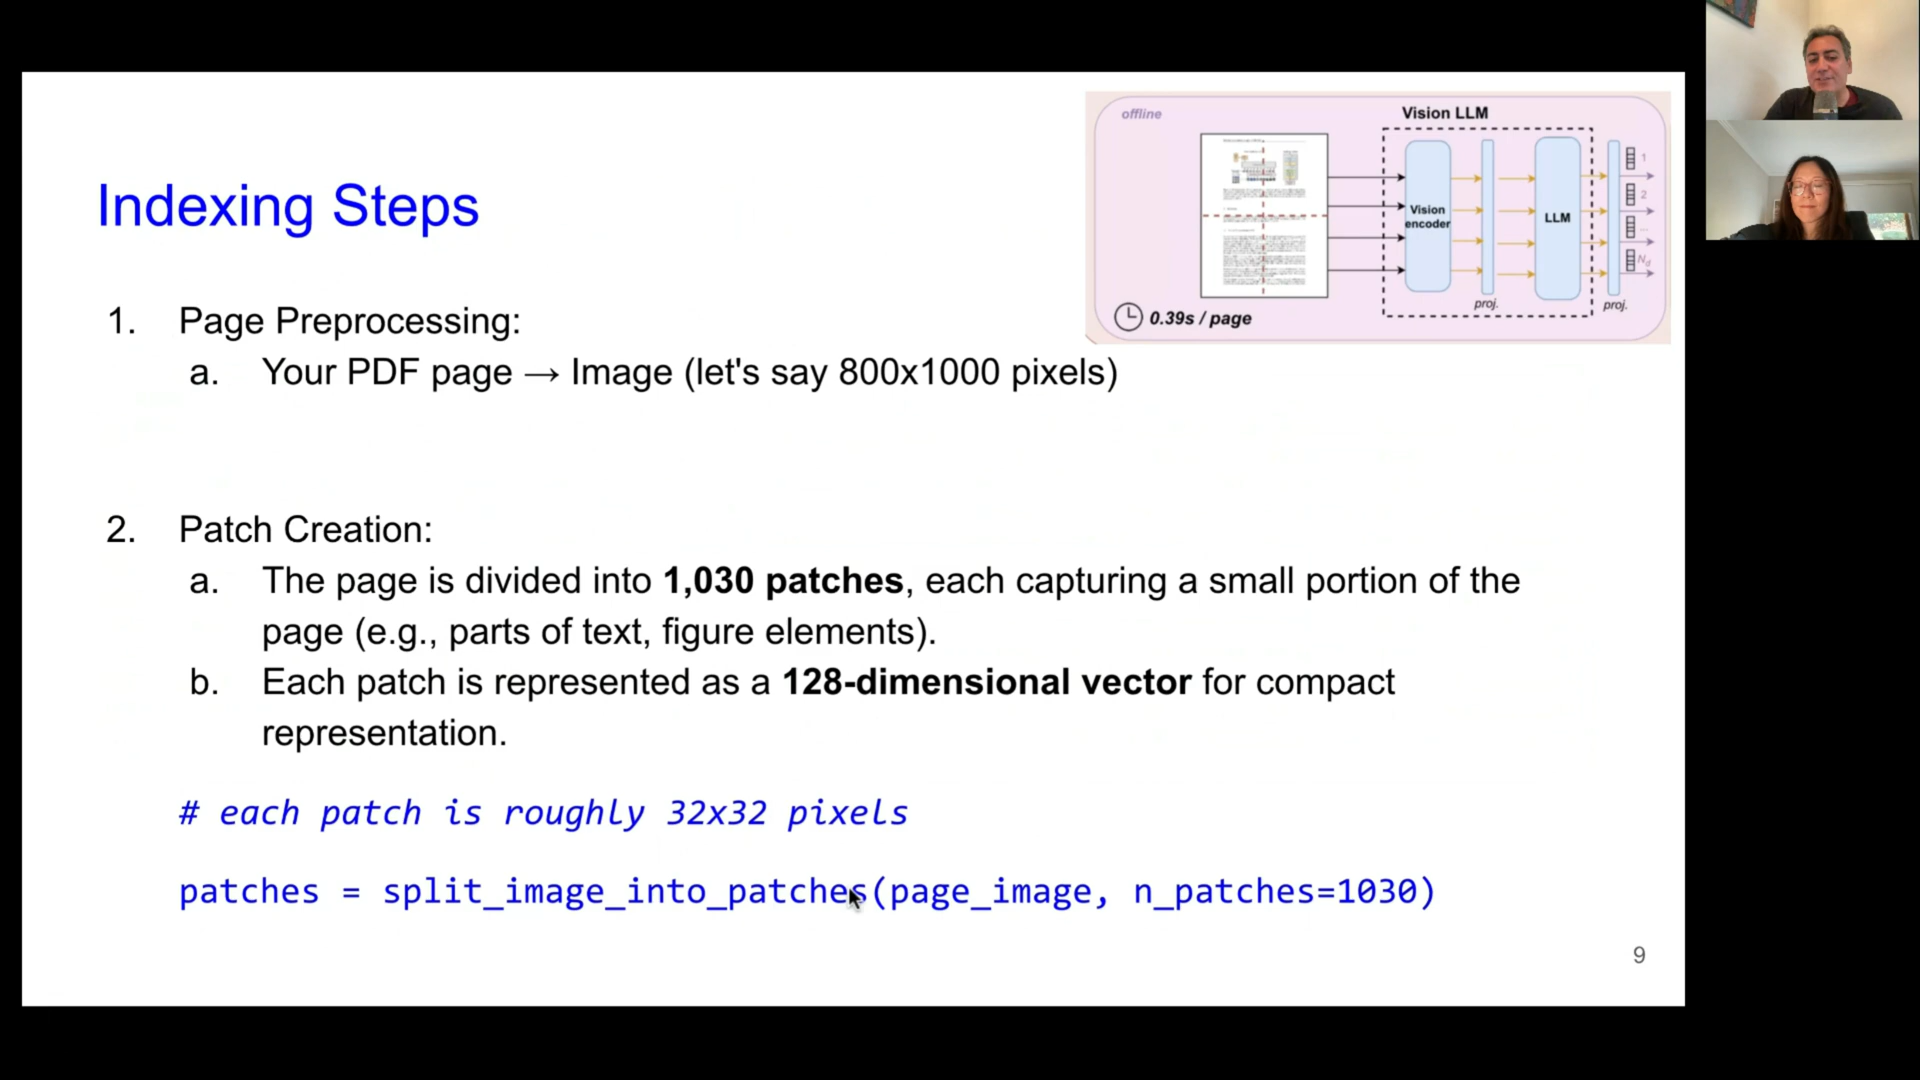 Indexing Steps
offline
Vision LLM
Vision
encoder
LLM
proj.
proj.
1
2
...
N_d
0.39s / page
1. Page Preprocessing:
a. Your PDF page → Image (let's say 800x1000 pixels)
2. Patch Creation:
a. The page is divided into 1,030 patches, each capturing a small portion of the
page (e.g., parts of text, figure elements).
b. Each patch is represented as a 128-dimensional vector for compact
representation.
# each patch is roughly 32x32 pixels
patches = split_image_into_patches(page_image, n_patches=1030)
9